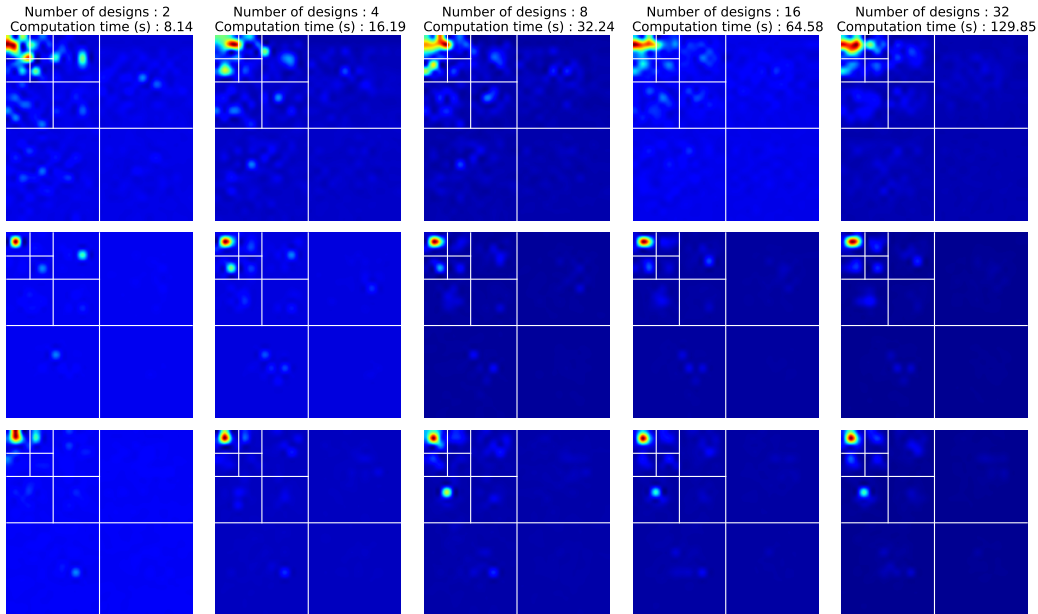 Number of designs : 2
Computation time (s) : 8.14
Number of designs : 4
Computation time (s) : 16.19
Number of designs : 8
Computation time (s) : 32.24
Number of designs : 16
Computation time (s) : 64.58
Number of designs : 32
Computation time (s) : 129.85